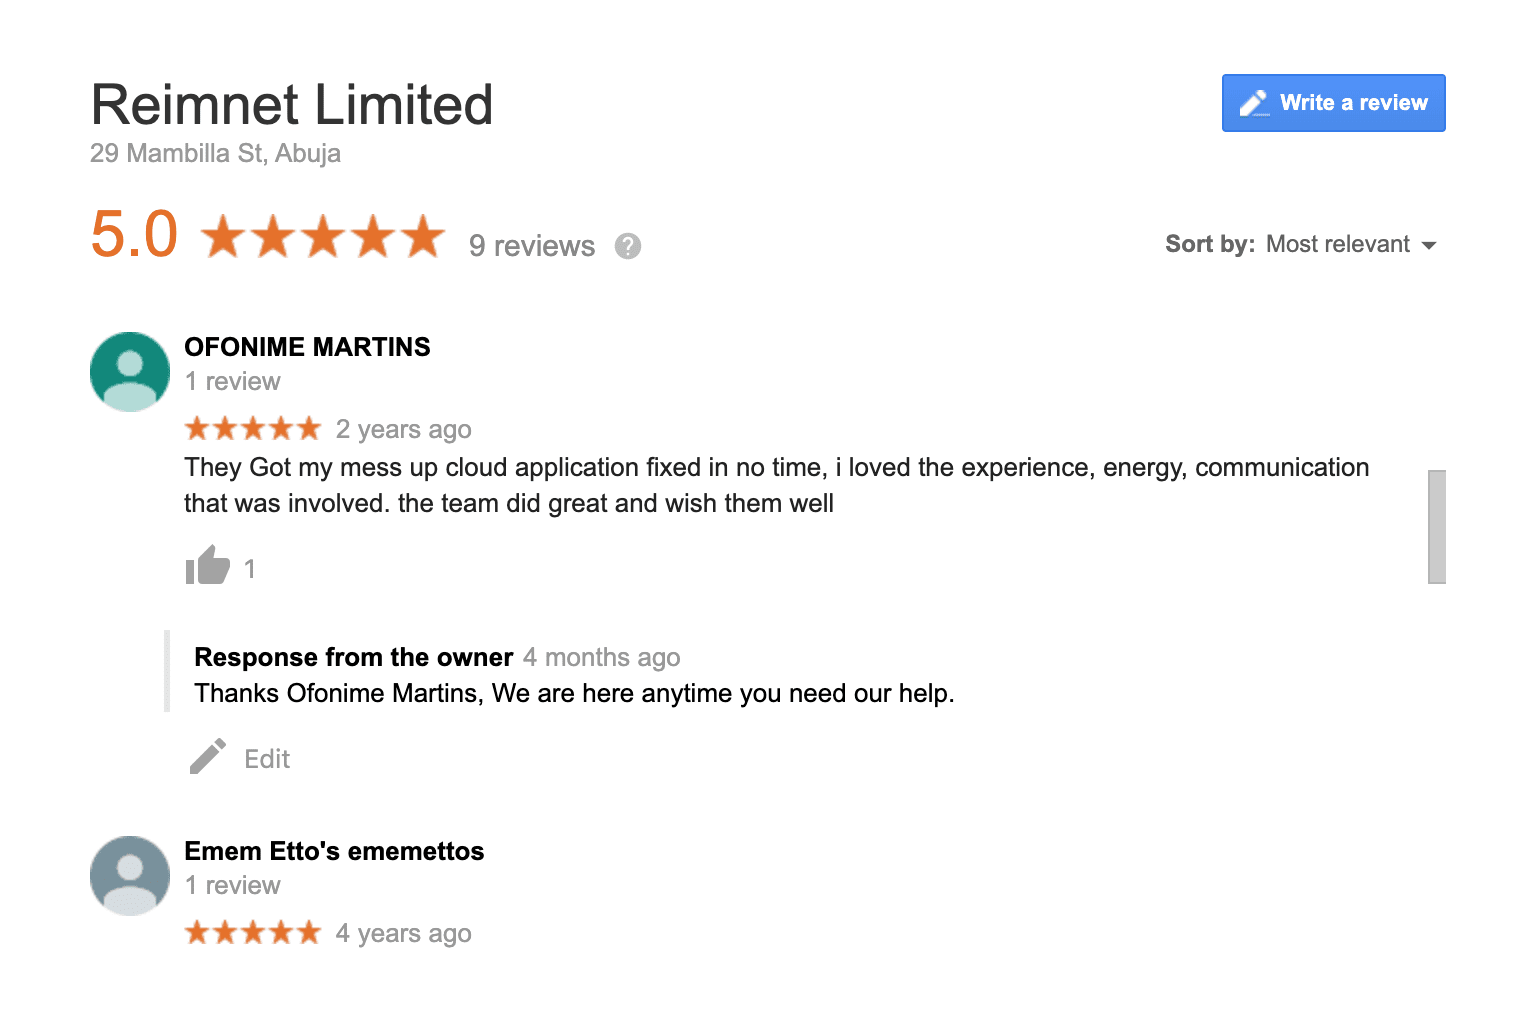 Reimnet Limited
Write a review
29 Mambilla St, Abuja
5.0
9 reviews
?
Sort by: Most relevant
OFONIME MARTINS
1 review
2 years ago
They Got my mess up cloud application fixed in no time, i loved the experience, energy, communication
that was involved. the team did great and wish them well
1
Response from the owner 4 months ago
Thanks Ofonime Martins, We are here anytime you need our help.
Edit
Emem Etto's ememettos
1 review
4 years ago